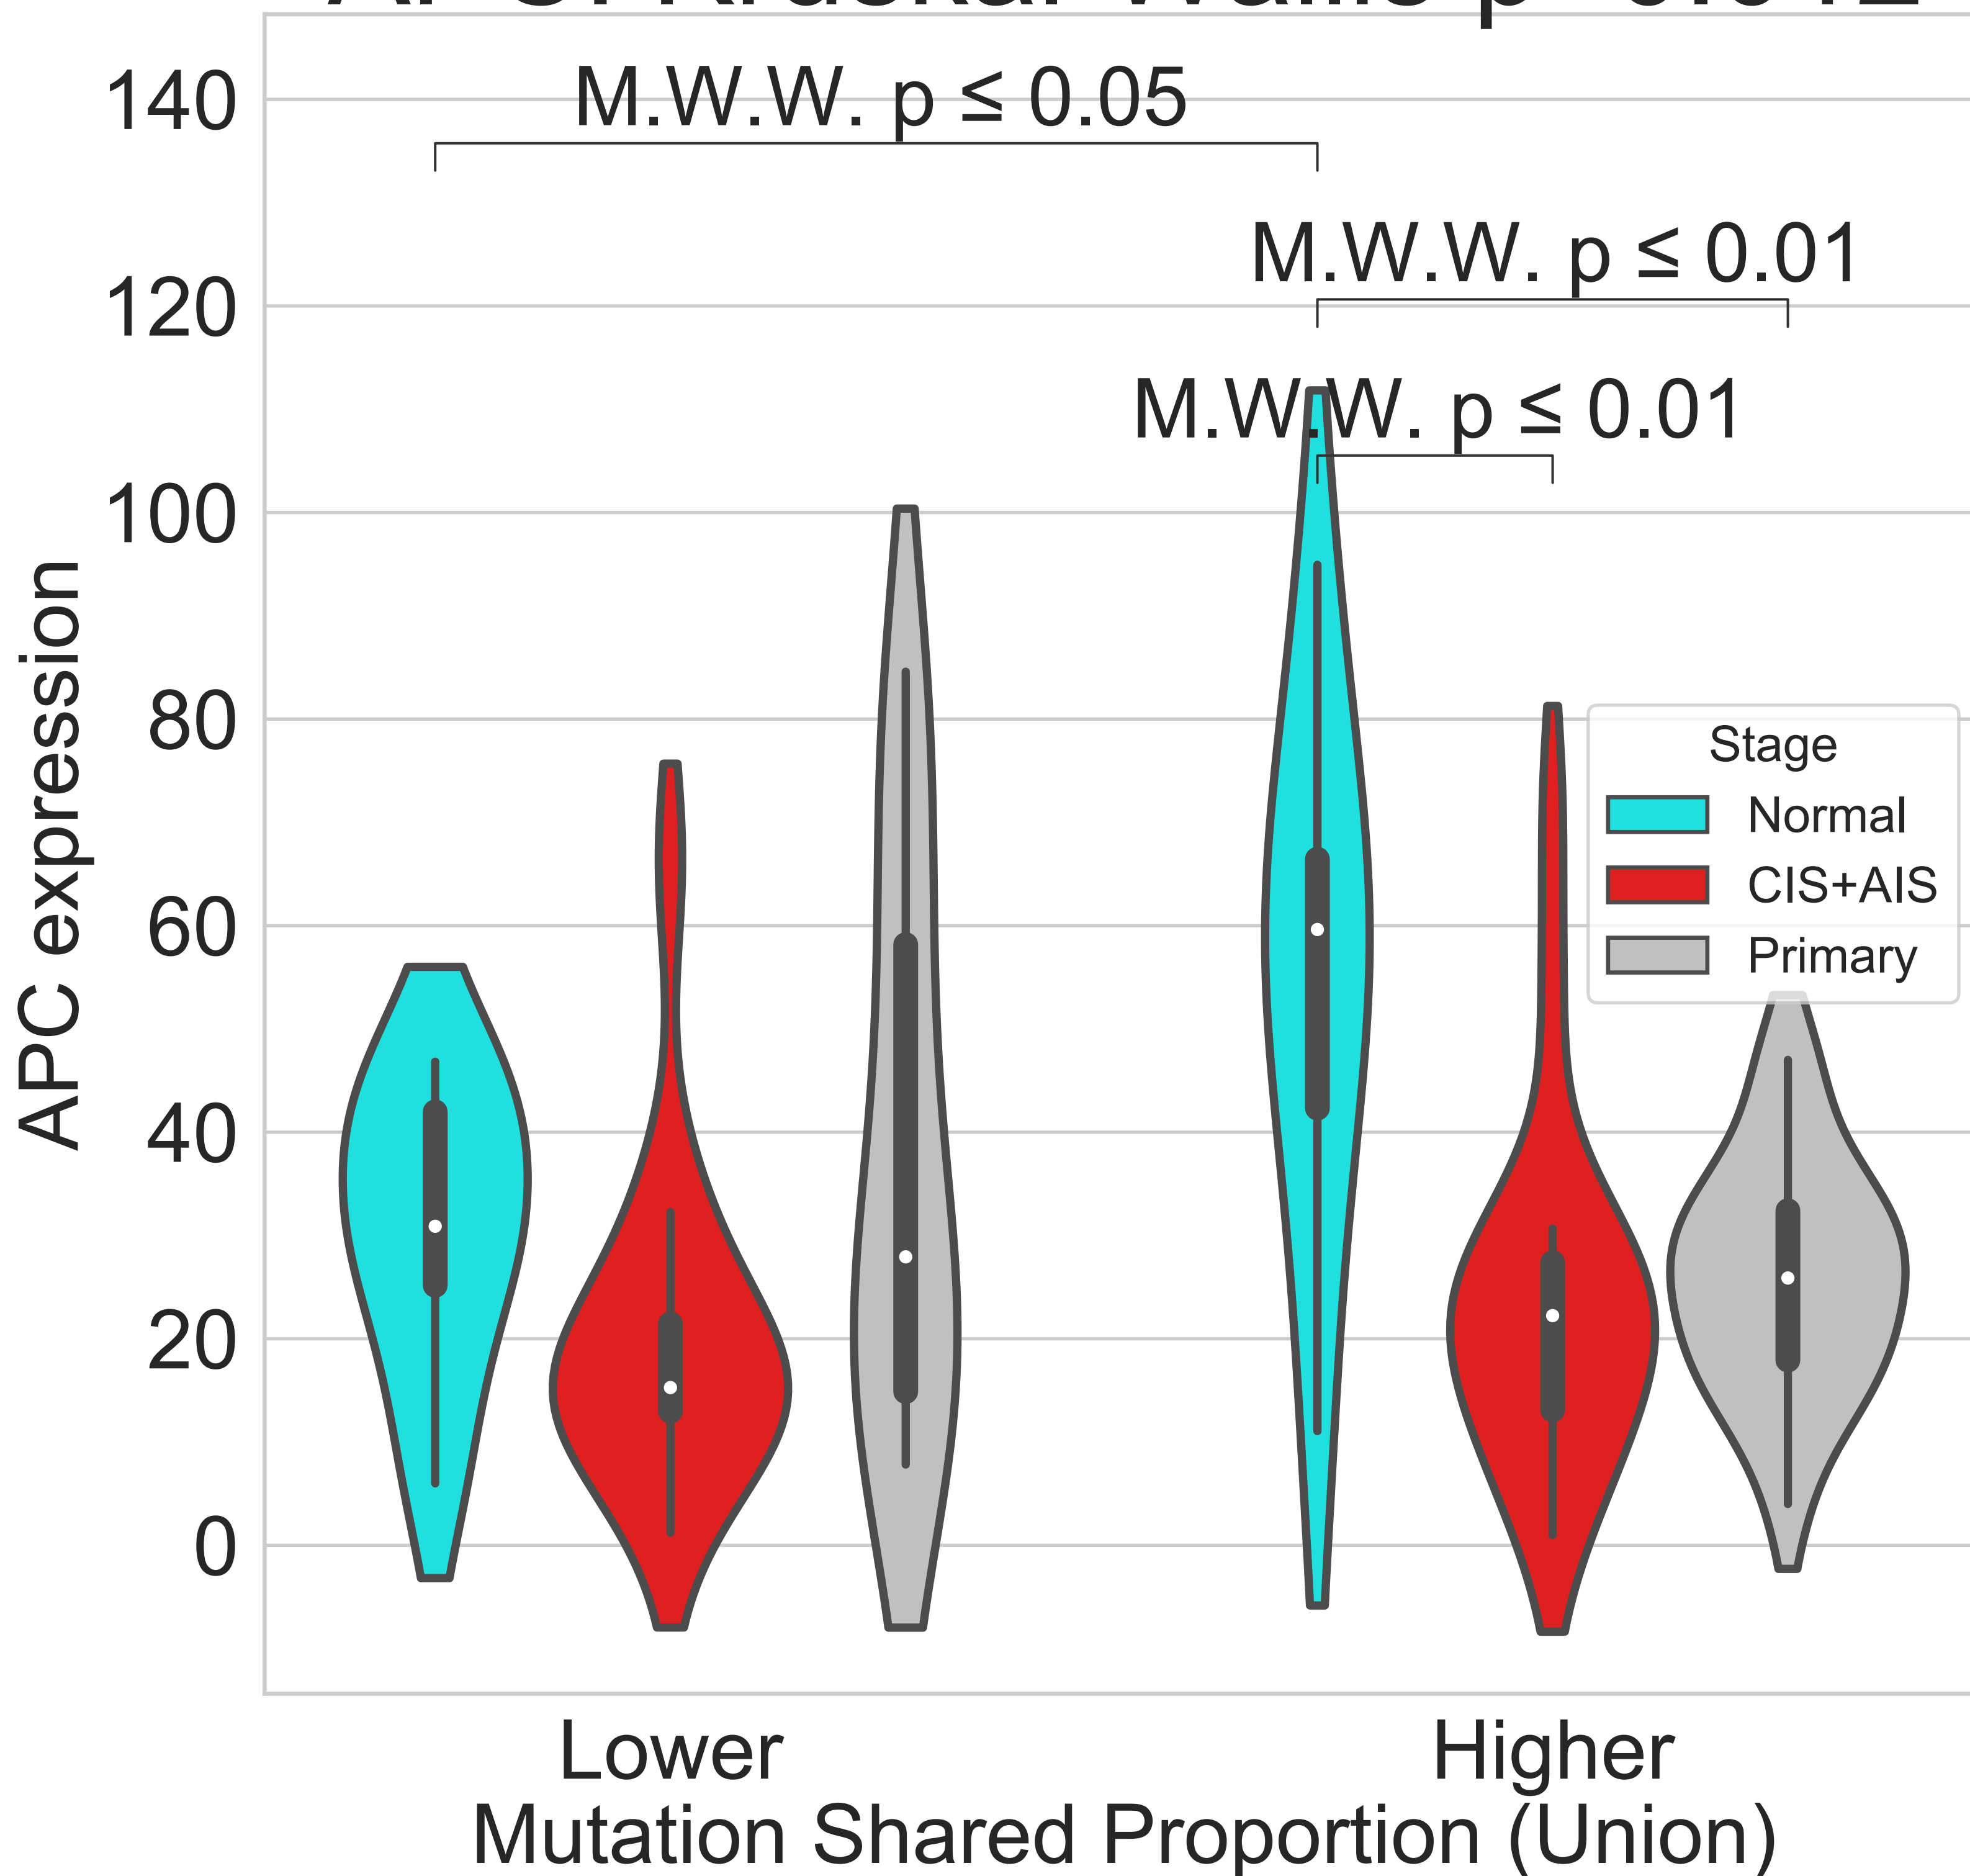 140
120
100
80
60
40
20
0
APC expression
M.W.W. p ≤ 0.05
M.W.W. p ≤ 0.01
M.W.W. p ≤ 0.01
Stage
Normal
CIS+AIS
Primary
Lower
Higher
Mutation Shared Proportion (Union)